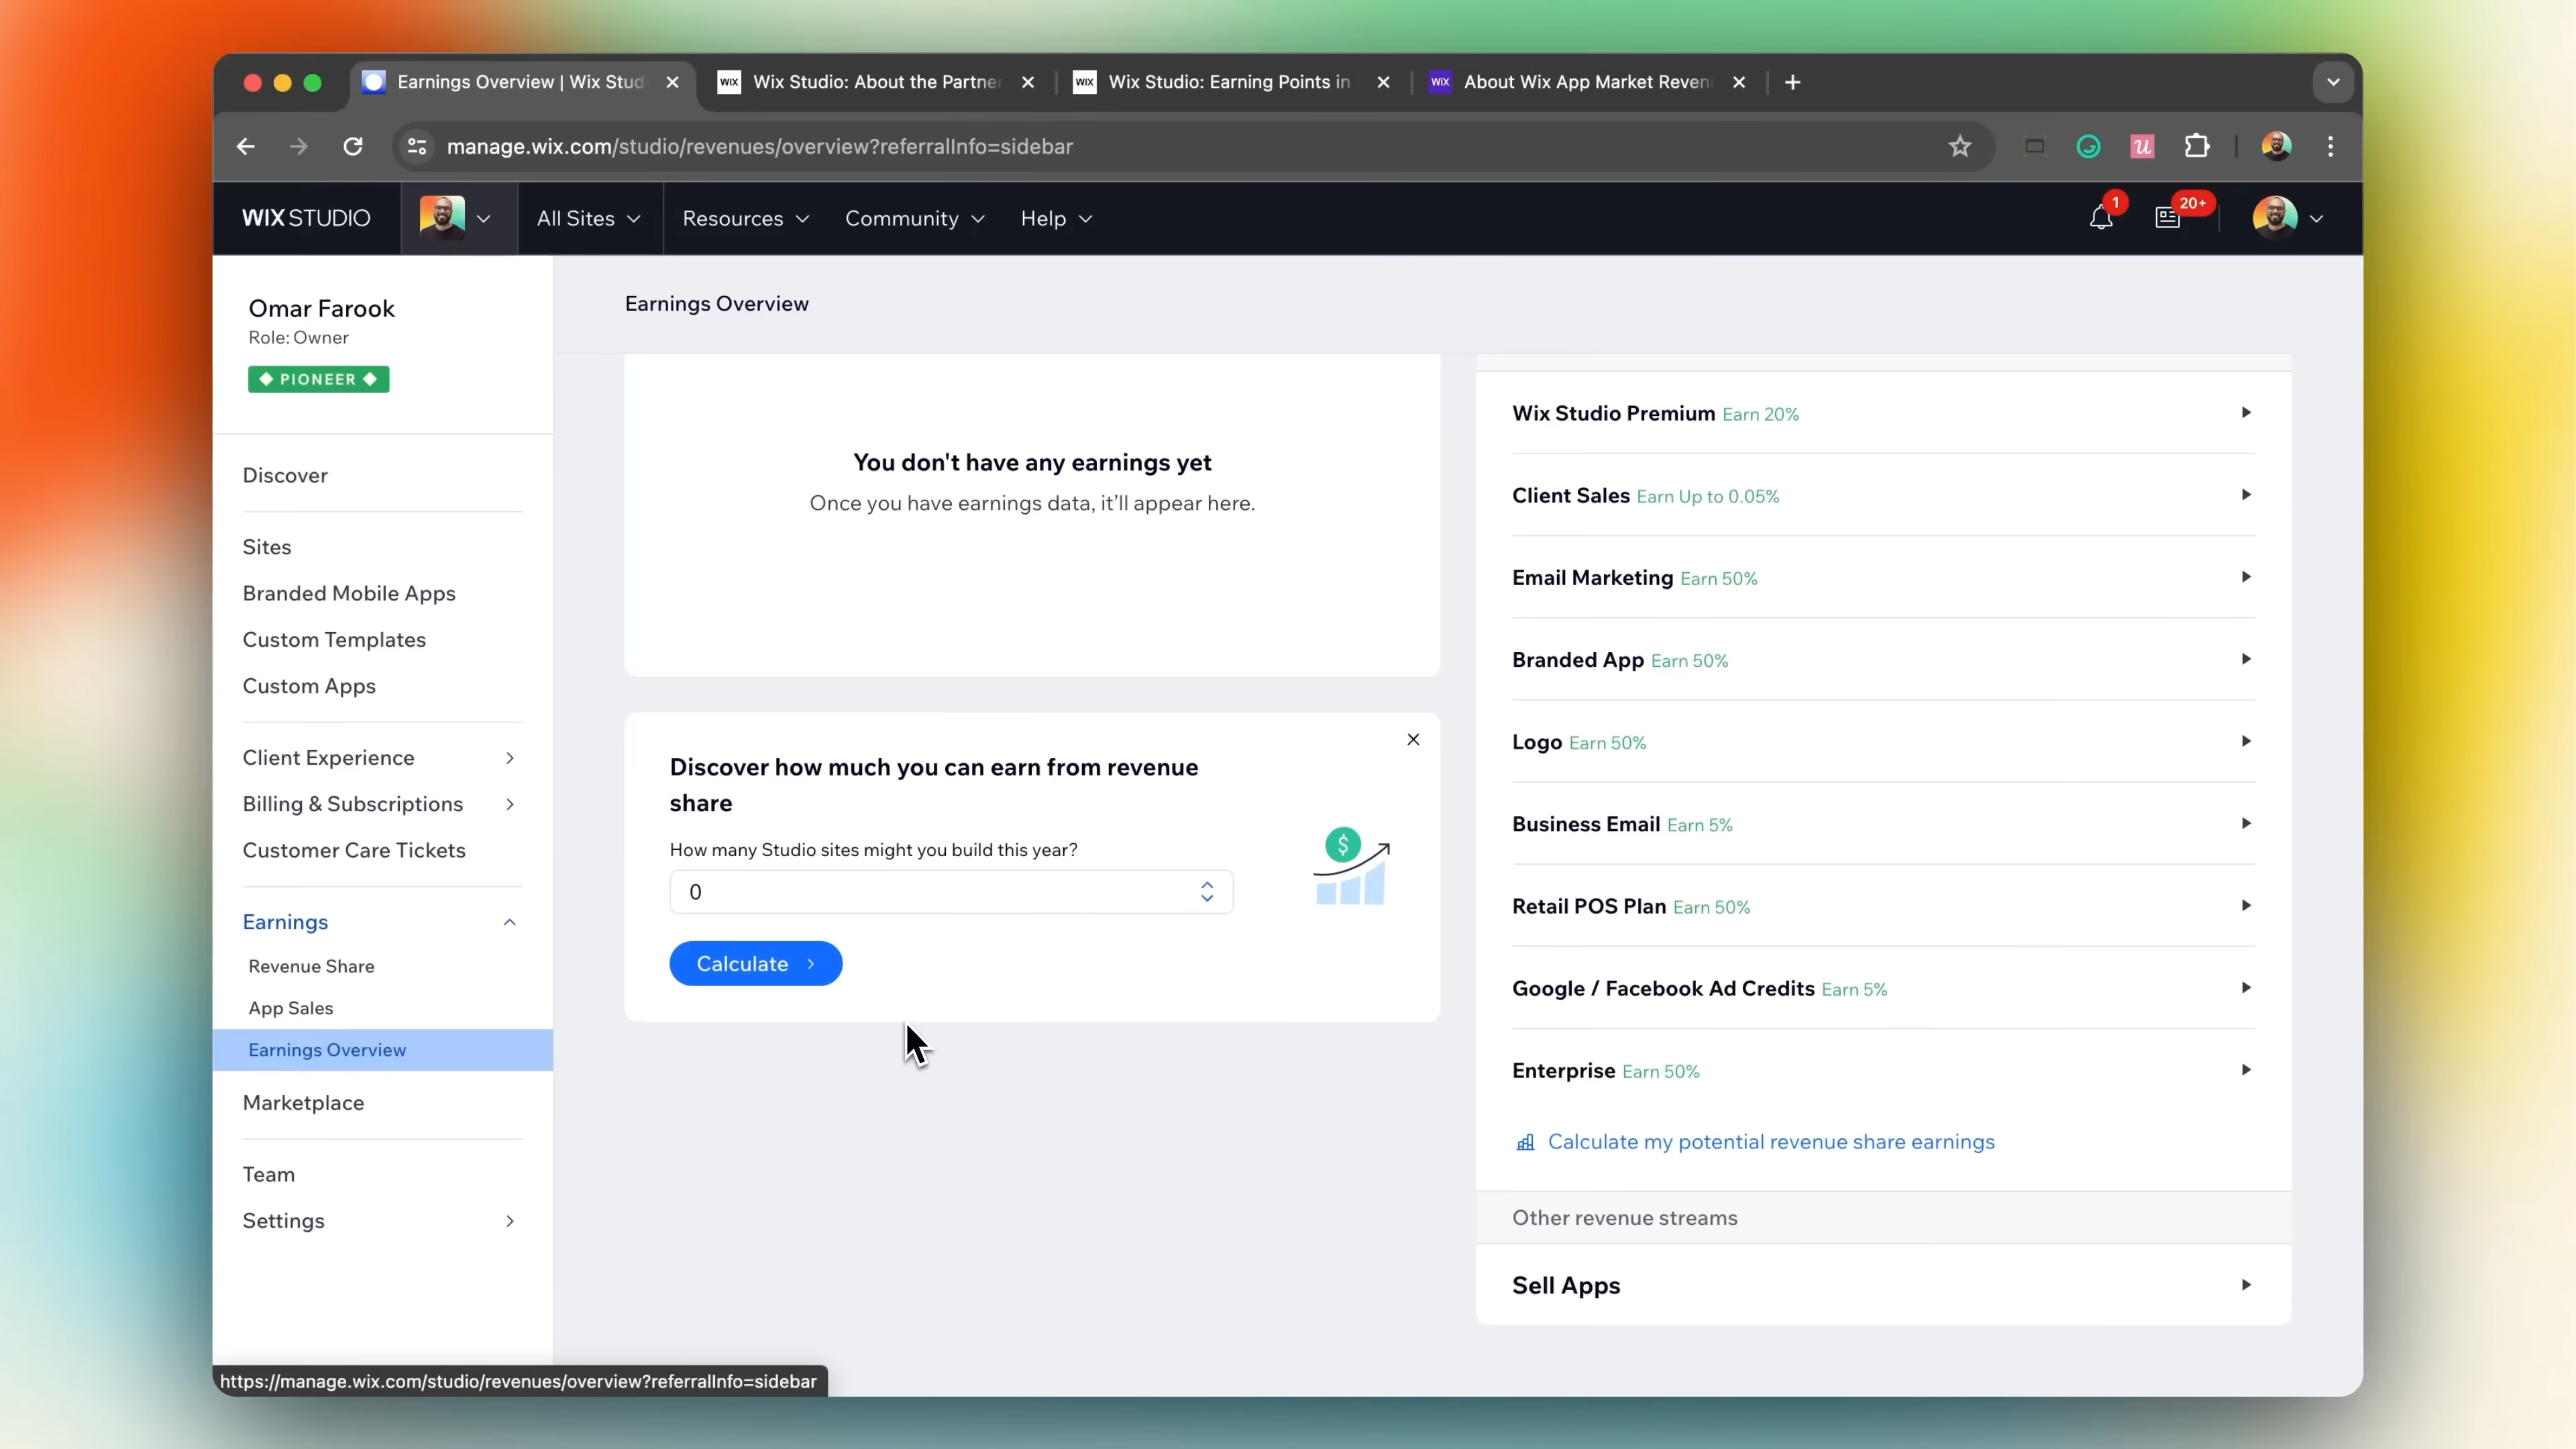 Earnings Overview | Wix Stud
WIX Wix Studio: About the Partne
WIX Wix Studio: Earning Points in
WIX About Wix App Market Reven
manage.wix.com/studio/revenues/overview?referralInfo=sidebar
WIX STUDIO
All Sites
Resources
Community
Help
1
20+
Omar Farook
Role: Owner
PIONEER
Discover
Sites
Branded Mobile Apps
Custom Templates
Custom Apps
Client Experience
Billing & Subscriptions
Customer Care Tickets
Earnings
Revenue Share
App Sales
Earnings Overview
Marketplace
Team
Settings
https://manage.wix.com/studio/revenues/overview?referralInfo=sidebar
Earnings Overview
You don't have any earnings yet
Once you have earnings data, it’ll appear here.
Discover how much you can earn from revenue
share
How many Studio sites might you build this year?
0
Calculate
$
Wix Studio Premium Earn 20%
Client Sales Earn Up to 0.05%
Email Marketing Earn 50%
Branded App Earn 50%
Logo Earn 50%
Business Email Earn 5%
Retail POS Plan Earn 50%
Google / Facebook Ad Credits Earn 5%
Enterprise Earn 50%
Calculate my potential revenue share earnings
Other revenue streams
Sell Apps